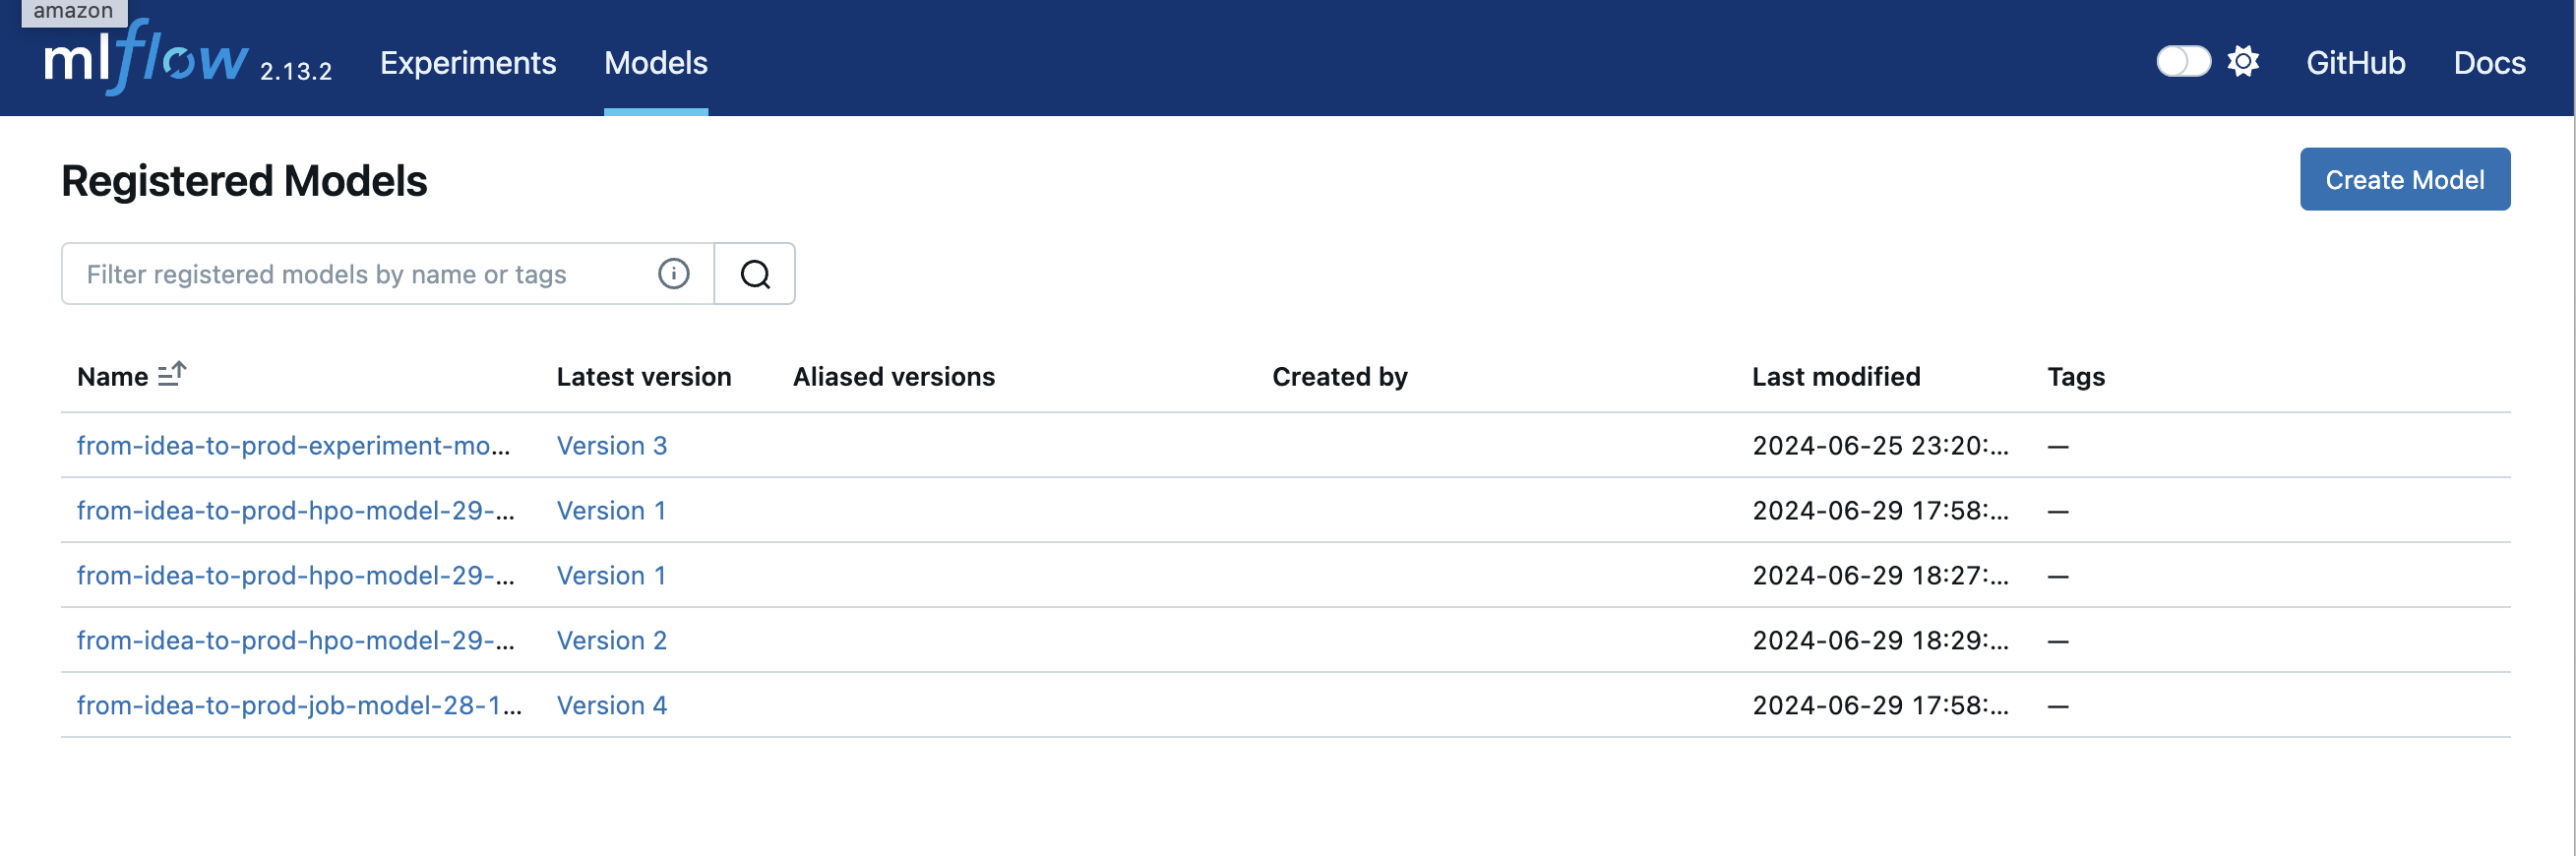 amazon
mlflow 2.13.2 Experiments Models GitHub Docs
Registered Models Create Model
Filter registered models by name or tags
Name Latest version Aliased versions Created by Last modified Tags
from-idea-to-prod-experiment-mo... Version 3 2024-06-25 23:20:... —
from-idea-to-prod-hpo-model-29-... Version 1 2024-06-29 17:58:... —
from-idea-to-prod-hpo-model-29-... Version 1 2024-06-29 18:27:... —
from-idea-to-prod-hpo-model-29-... Version 2 2024-06-29 18:29:... —
from-idea-to-prod-job-model-28-1... Version 4 2024-06-29 17:58:... —